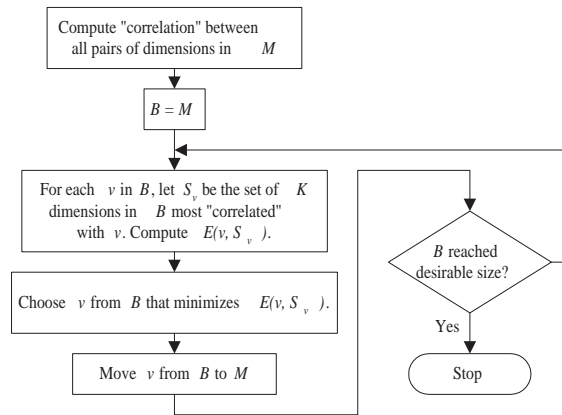 Compute "correlation" between
all pairs of dimensions in M
B = M
For each v in B, let S_v be the set of K
dimensions in B most "correlated"
with v. Compute E(v, S_v ).
Choose v from B that minimizes E(v, S_v ).
Move v from B to M
B reached
desirable size?
Yes
Stop